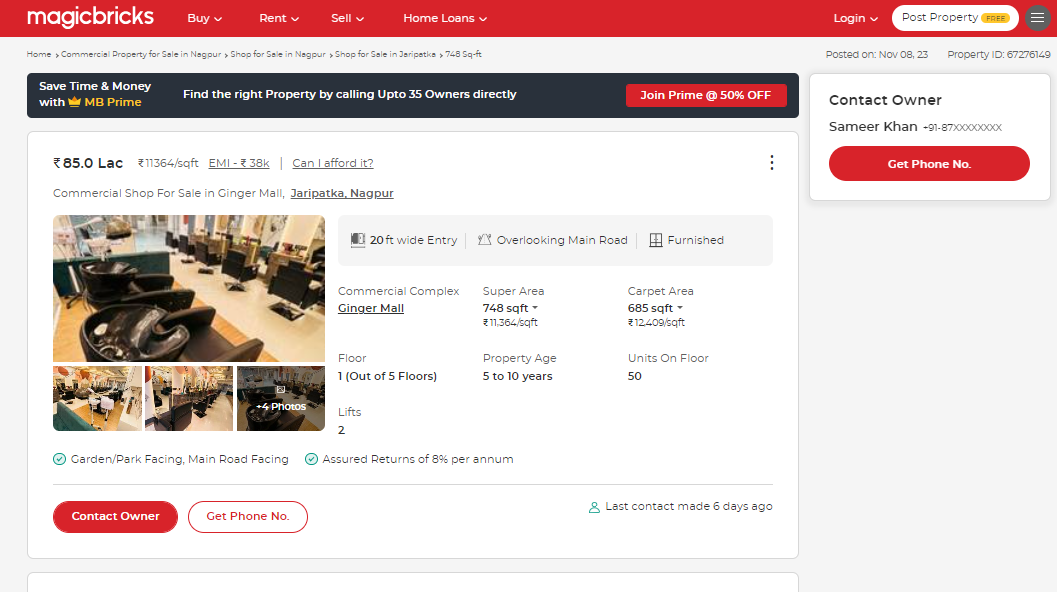 magicbricks
Buy
Rent
Sell
Home Loans
Login
Post Property FREE
Home › Commercial Property for Sale in Nagpur › Shop for Sale in Nagpur › Shop for Sale in Jaripatka › 748 Sq-ft
Posted on: Nov 08, 23 Property ID: 67276149
Save Time & Money
with MB Prime
Find the right Property by calling Upto 35 Owners directly
Join Prime @ 50% OFF
Contact Owner
Sameer Khan +91-87XXXXXXXX
Get Phone No.
₹85.0 Lac ₹11364/sqft EMI - ₹ 38k | Can I afford it?
Commercial Shop For Sale in Ginger Mall, Jaripatka, Nagpur
+4 Photos
20 ft wide Entry
Overlooking Main Road
Furnished
Commercial Complex
Ginger Mall
Super Area
748 sqft
₹11,364/sqft
Carpet Area
685 sqft
₹12,409/sqft
Floor
1 (Out of 5 Floors)
Property Age
5 to 10 years
Units On Floor
50
Lifts
2
Garden/Park Facing, Main Road Facing
Assured Returns of 8% per annum
Contact Owner
Get Phone No.
Last contact made 6 days ago